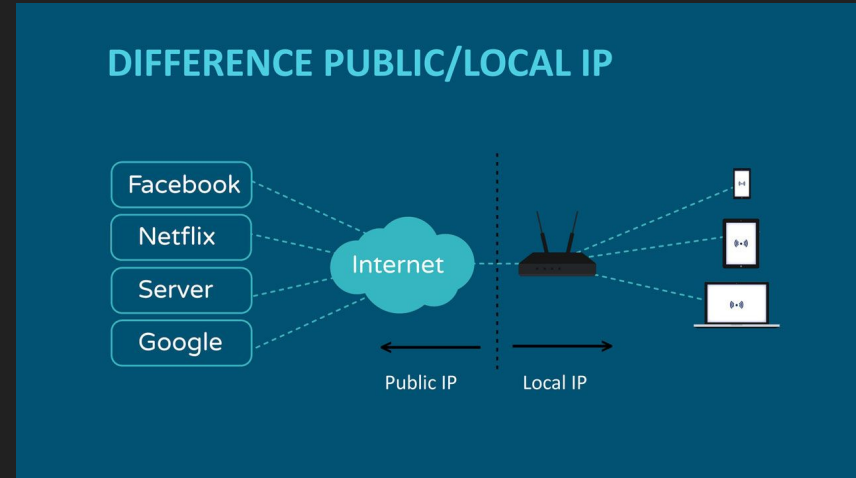 DIFFERENCE PUBLIC/LOCAL IP
Facebook
Netflix
Server
Google
Internet
Public IP
Local IP